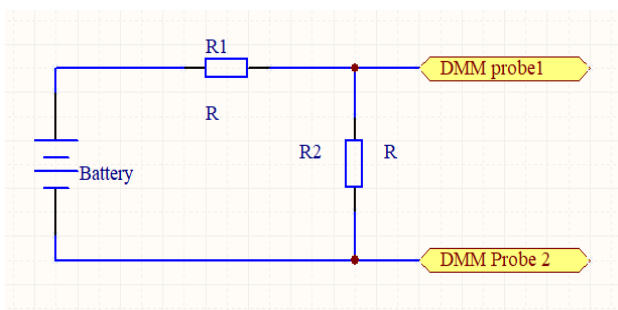 R1
DMM probe1
R
R2
R
Battery
DMM Probe 2